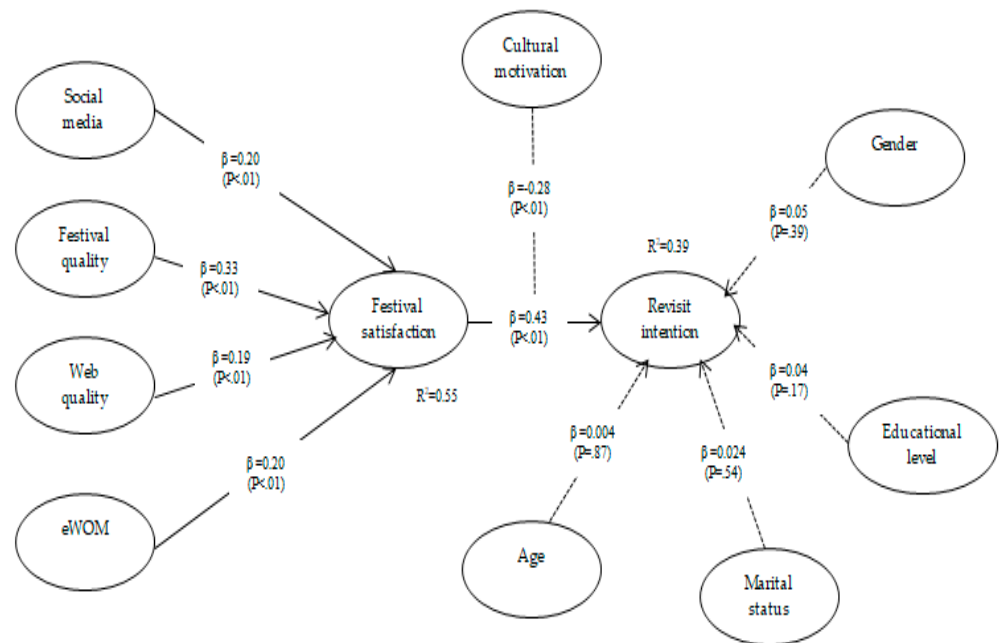 Cultural
motivation
Social
media
Gender
β=0.20
(P<.01)
β=-0.28
(P<.01)
β=0.05
(P=.39)
Festival
quality
R²=0.39
β=0.33
(P<.01)
Festival
satisfaction
β=0.43
(P<.01)
Revisit
intention
Web
quality
β=0.19
(P<.01)
R²=0.55
β=0.04
(P=.17)
Educational
level
β=0.004
(P=.87)
β=0.024
(P=.54)
β=0.20
(P<.01)
eWOM
Age
Marital
status